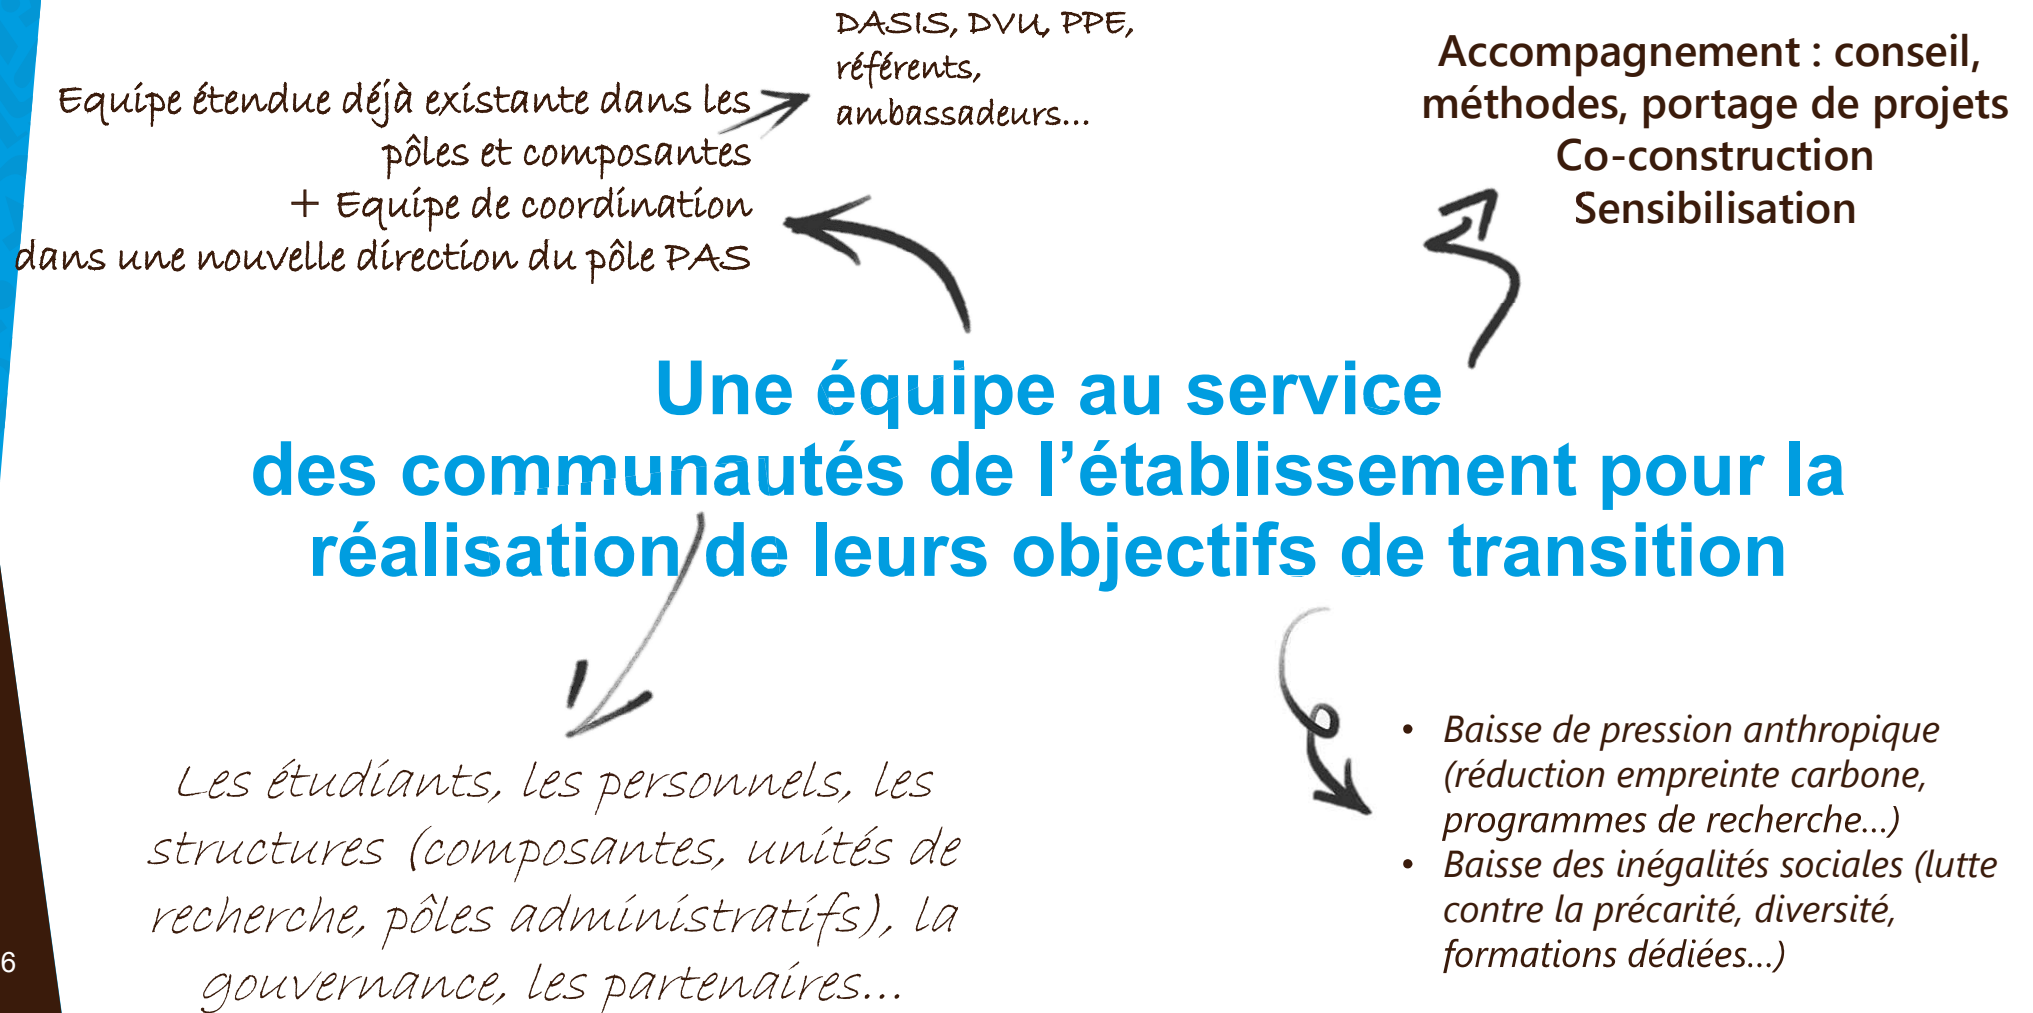 DASIS, DVU, PPE,
référents,
ambassadeurs...
Equipe étendue déjà existante dans les
pôles et composantes
+ Equipe de coordination
dans une nouvelle direction du pôle PAS
Accompagnement : conseil,
méthodes, portage de projets
Co-construction
Sensibilisation
Une équipe au service
des communautés de l’établissement pour la
réalisation de leurs objectifs de transition
Les étudiants, les personnels, les
structures (composantes, unités de
recherche, pôles administratifs), la
gouvernance, les partenaires...
• Baisse de pression anthropique
(réduction empreinte carbone,
programmes de recherche...)
• Baisse des inégalités sociales (lutte
contre la précarité, diversité,
formations dédiées...)
6